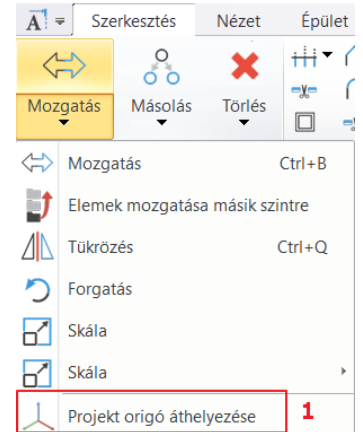 A
Szerkesztés Nézet Épület
Mozgatás Másolás Törlés
Mozgatás Ctrl+B
Elemek mozgatása másik szintre
Tükrözés Ctrl+Q
Forgatás
Skála
Skála
Projekt origó áthelyezése 1